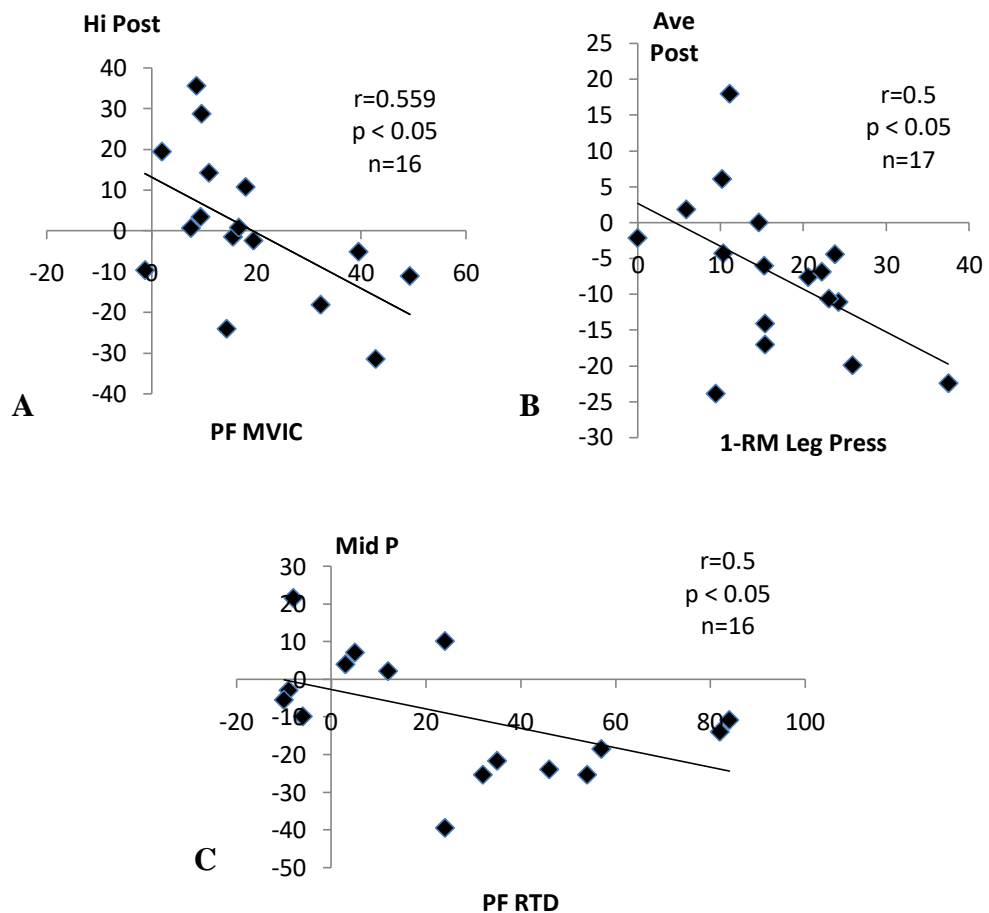 Hi Post
40
30
20
10
0
-10
-20
-30
-40
-20 0 20 40 60
r=0.559
p < 0.05
n=16
A
PF MVIC
Ave
Post
25
20
15
10
5
0
-5
-10
-15
-20
-25
-30
0 10 20 30 40
r=0.5
p < 0.05
n=17
B
1-RM Leg Press
Mid P
30
20
10
0
-10
-20
-30
-40
-50
-20 0 20 40 60 80 100
r=0.5
p < 0.05
n=16
C
PF RTD